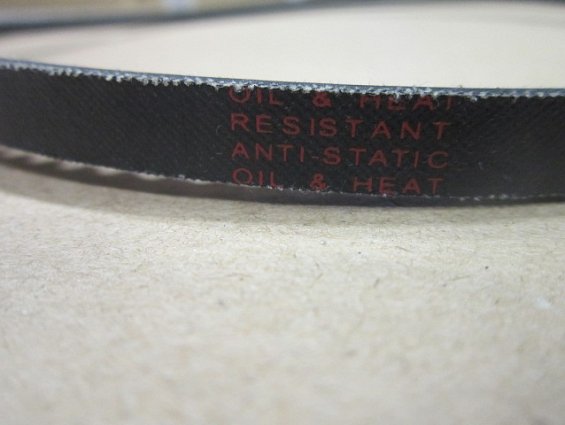 OIL & HEAT
RESISTANT
ANTI-STATIC
OIL & HEAT